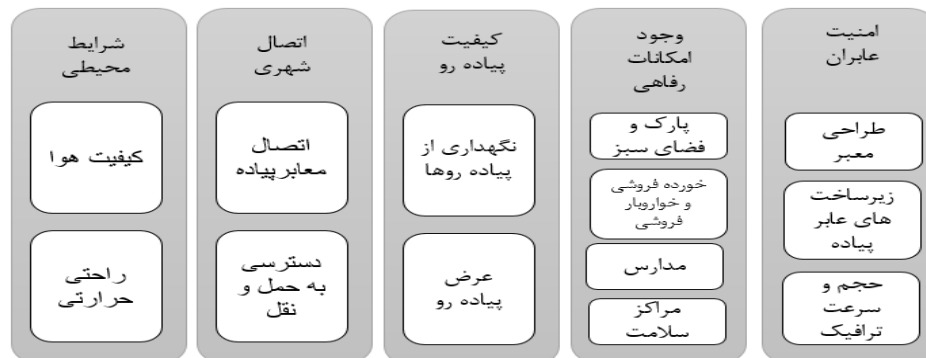 امنیت
عابران
طراحی
معبر
زیرساخت
های عابر
پیاده
حجم و
سرعت
ترافیک
وجود
امکانات
رفاهی
پارک و
فضای سبز
خورده فروشی
و خواروبار
فروشی
مدارس
مراکز
سلامت
کیفیت
پیاده رو
نگهداری از
پیاده روها
عرض
پیاده رو
اتصال
شهری
اتصال
معابرپیاده
دسترسی
به حمل و
نقل
شرایط
محیطی
کیفیت هوا
راحتی
حرارتی